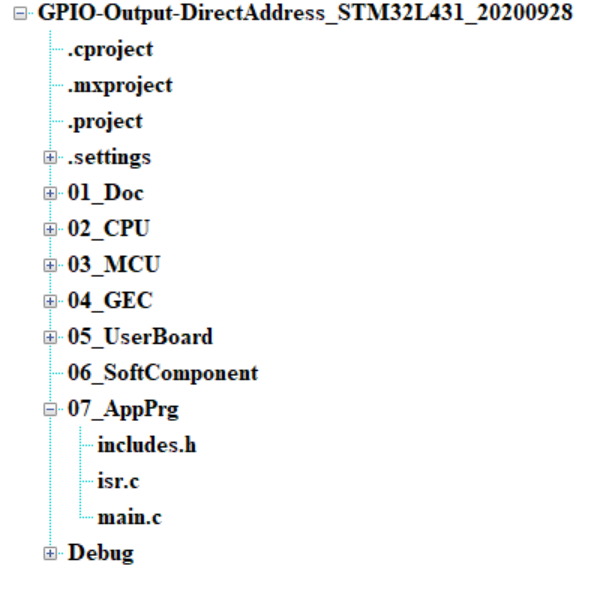 GPIO-Output-DirectAddress_STM32L431_20200928
.cproject
.mxproject
.project
.settings
01_Doc
02_CPU
03_MCU
04_GEC
05_UserBoard
06_SoftComponent
07_AppPrg
includes.h
isr.c
main.c
Debug